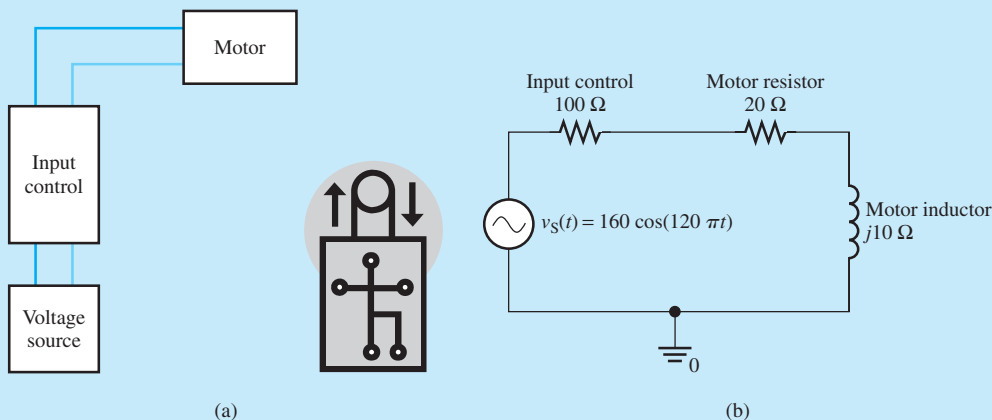 Motor
Input
control
Voltage
source
(a)
Input control
100 Ω
Motor resistor
20 Ω
v_S(t) = 160 cos(120 πt)
Motor inductor
j10 Ω
0
(b)